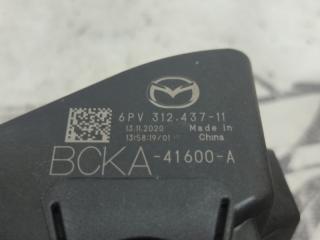 6PV 312.437-11
13.11.2020 Made in
13:58:19/01 China
BCKA-41600-A